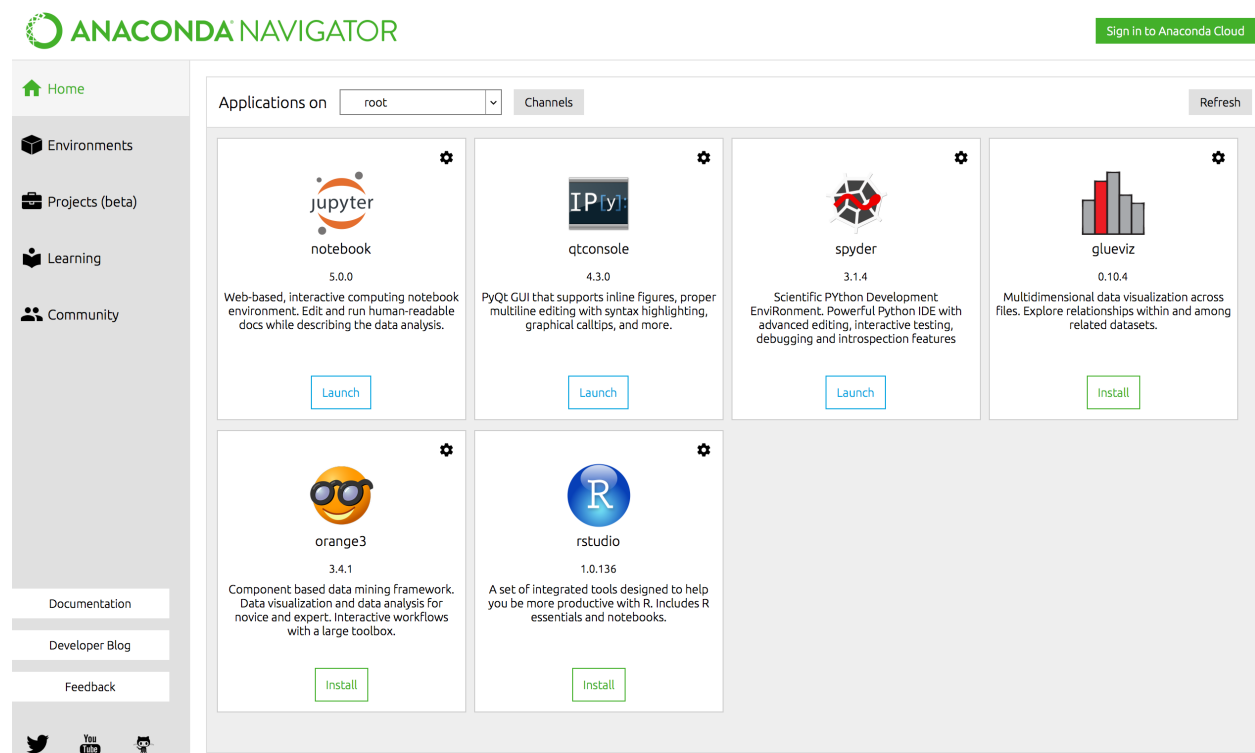 ANACONDA NAVIGATOR
Sign in to Anaconda Cloud
Home
Environments
Projects (beta)
Learning
Community
Documentation
Developer Blog
Feedback
You
Tube
Applications on
root
Channels
Refresh
jupyter
notebook
5.0.0
Web-based, interactive computing notebook
environment. Edit and run human-readable
docs while describing the data analysis.
Launch
IP[y]:
qtconsole
4.3.0
PyQt GUI that supports inline figures, proper
multiline editing with syntax highlighting,
graphical calltips, and more.
Launch
spyder
3.1.4
Scientific PYthon Development
EnviRonment. Powerful Python IDE with
advanced editing, interactive testing,
debugging and introspection features
Launch
glueviz
0.10.4
Multidimensional data visualization across
files. Explore relationships within and among
related datasets.
Install
orange3
3.4.1
Component based data mining framework.
Data visualization and data analysis for
novice and expert. Interactive workflows
with a large toolbox.
Install
R
rstudio
1.0.136
A set of integrated tools designed to help
you be more productive with R. Includes R
essentials and notebooks.
Install